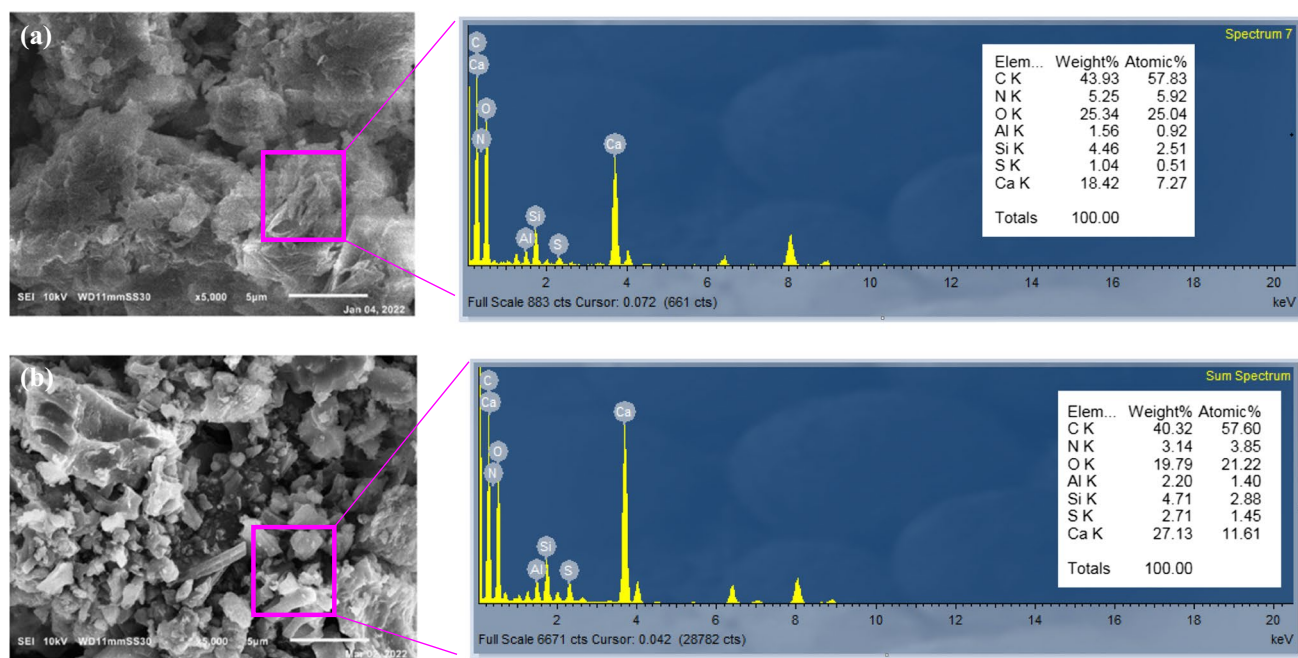 (a)
SEI 10kV WD11mmSS30 x5,000 5µm
Jan 04, 2022
Spectrum 7
C
Ca
O
N
Al
Si
S
Ca
Elem... Weight% Atomic%
C K 43.93 57.83
N K 5.25 5.92
O K 25.34 25.04
Al K 1.56 0.92
Si K 4.46 2.51
S K 1.04 0.51
Ca K 18.42 7.27
Totals 100.00
2 4 6 8 10 12 14 16 18 20
Full Scale 883 cts Cursor: 0.072 (661 cts) keV
(b)
SEI 10kV WD11mmSS30 x5,000 5µm
2022
Sum Spectrum
C
Ca
O
N
Al
Si
S
Ca
Elem... Weight% Atomic%
C K 40.32 57.60
N K 3.14 3.85
O K 19.79 21.22
Al K 2.20 1.40
Si K 4.71 2.88
S K 2.71 1.45
Ca K 27.13 11.61
Totals 100.00
2 4 6 8 10 12 14 16 18 20
Full Scale 6671 cts Cursor: 0.042 (28782 cts) keV